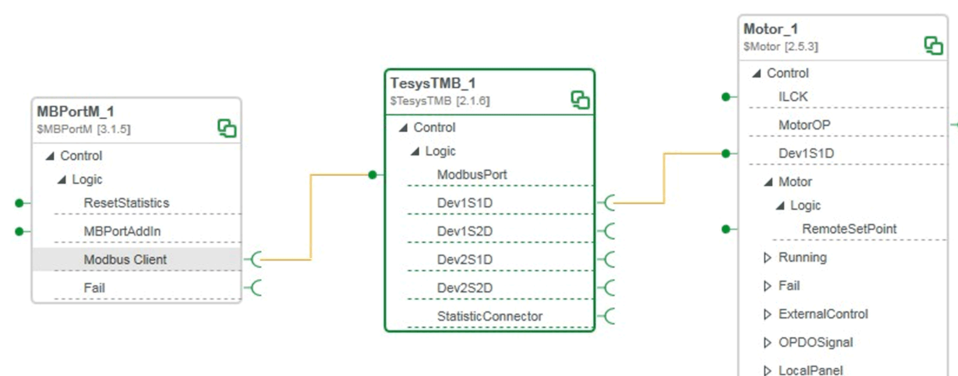 MBPortM_1
$MBPortM [3.1.5]
Control
Logic
ResetStatistics
MBPortAddIn
Modbus Client
Fail
TesysTMB_1
$TesysTMB [2.1.6]
Control
Logic
ModbusPort
Dev1S1D
Dev1S2D
Dev2S1D
Dev2S2D
StatisticConnector
Motor_1
$Motor [2.5.3]
Control
ILCK
MotorOP
Dev1S1D
Motor
Logic
RemoteSetPoint
Running
Fail
ExternalControl
OPDOSignal
LocalPanel